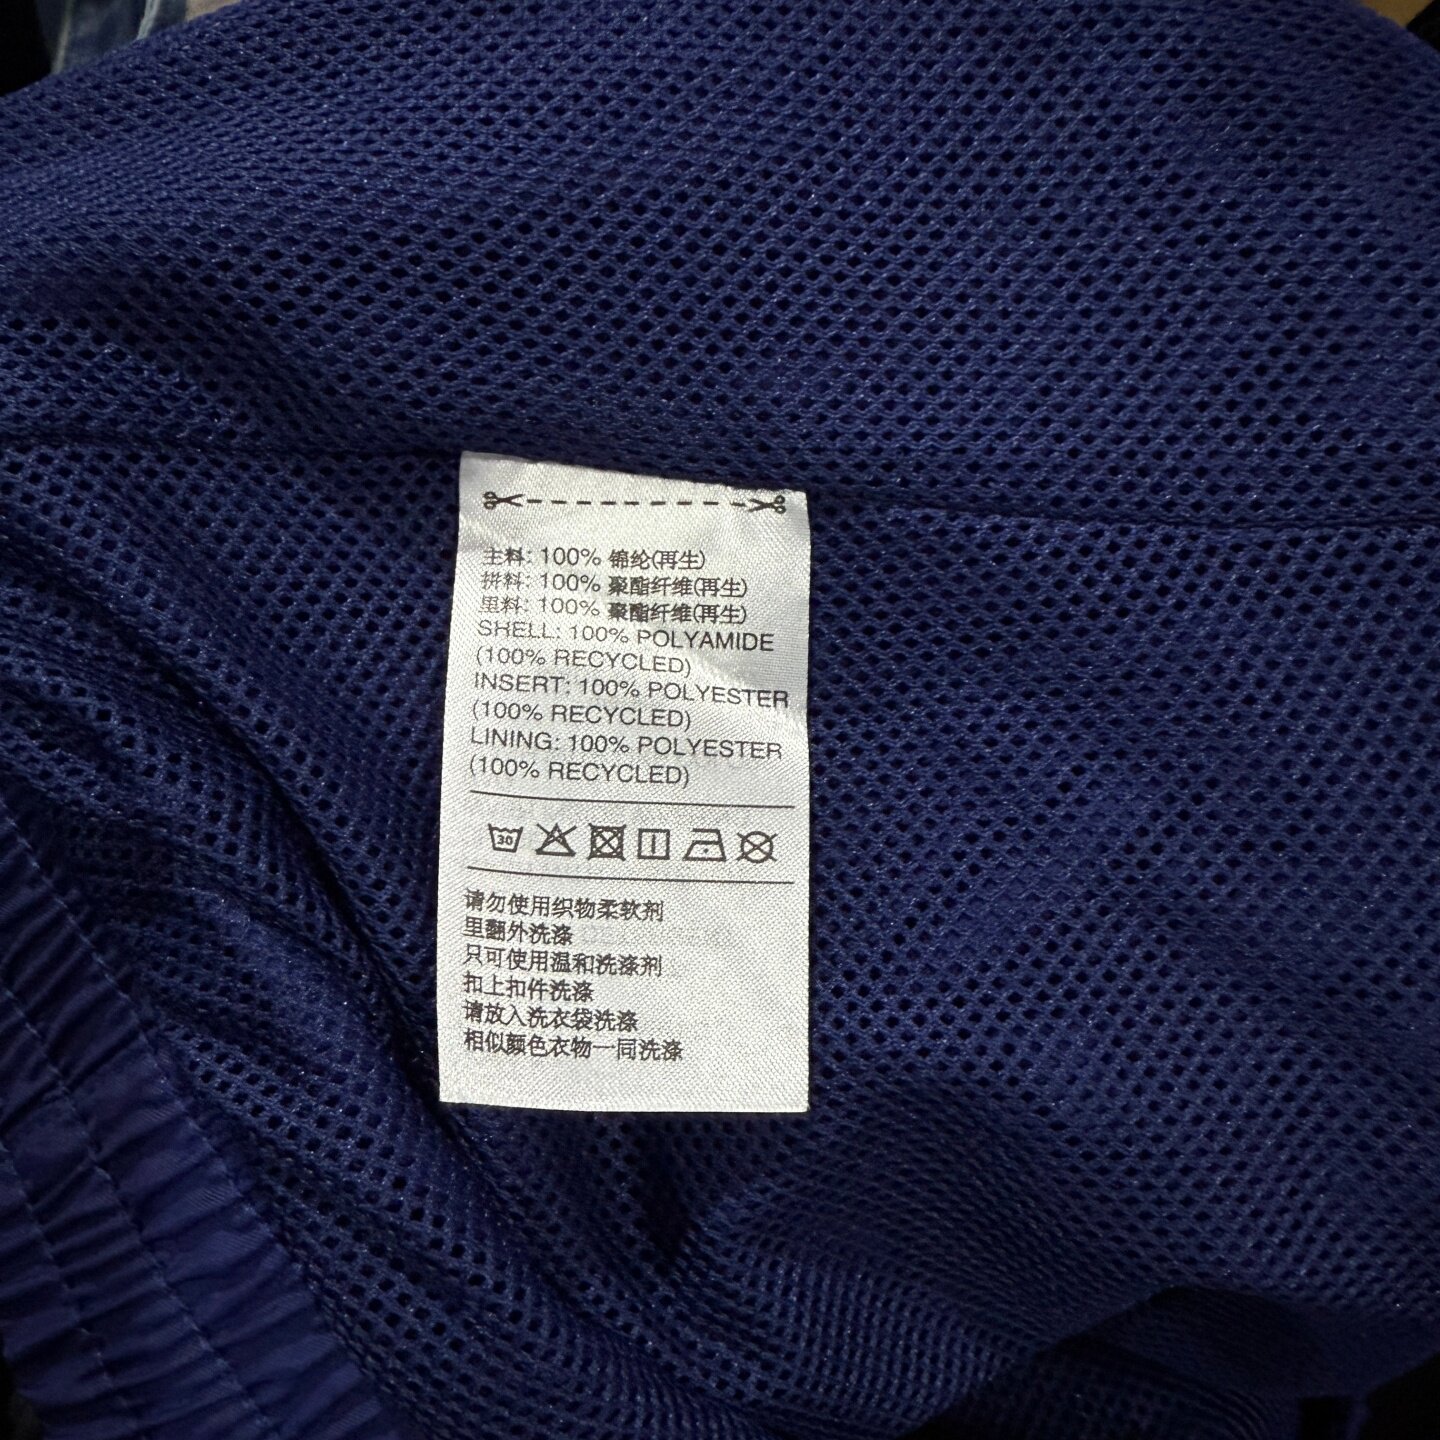 主料: 100% 锦纶(再生)
拼料: 100% 聚酯纤维(再生)
里料: 100% 聚酯纤维(再生)
SHELL: 100% POLYAMIDE
(100% RECYCLED)
INSERT: 100% POLYESTER
(100% RECYCLED)
LINING: 100% POLYESTER
(100% RECYCLED)
30
请勿使用织物柔软剂
里翻外洗涤
只可使用温和洗涤剂
扣上扣件洗涤
请放入洗衣袋洗涤
相似颜色衣物一同洗涤